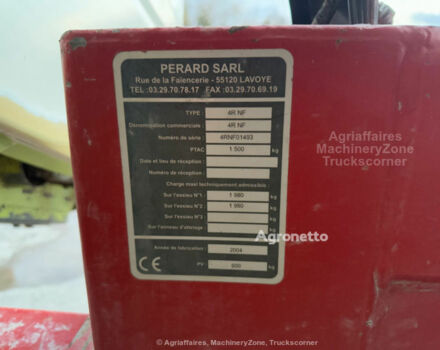 PERARD SARL
Rue de la Faïencerie - 55120 LAVOYE
TEL :03.29.70.78.17 FAX :03.29.70.69.19
TYPE 4R NF
Dénomination commerciale 4R NF
Numéro de série 4RNF01493
PTAC 1 500 kg
Date et lieu de réception
Numéro de réception
Charge maxi techniquement admissible
Sur l'essieu N°1 1 980 kg
Sur l'essieu N°2 1 980 kg
Sur l'essieu N°3 kg
Sur l'anneau d'attelage kg
Année de fabrication 2004
CE PV 600 kg
Agriaffaires
MachineryZone
Truckscorner
Agronetto
© Agriaffaires, MachineryZone, Truckscorner